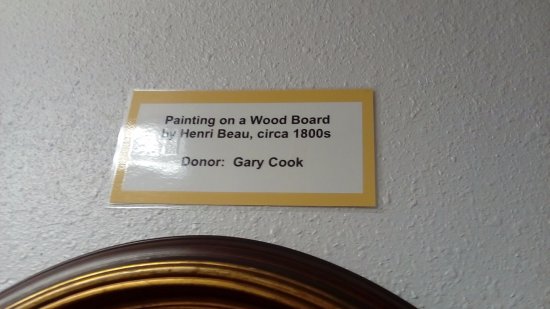 Painting on a Wood Board
by Henri Beau, circa 1800s
Donor: Gary Cook